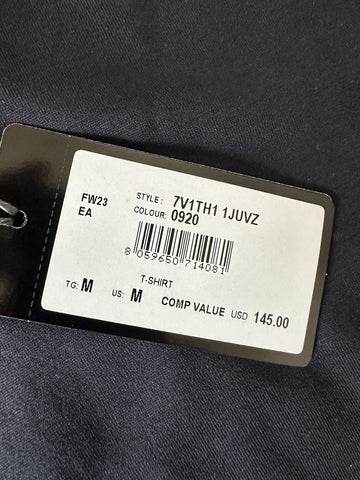 FW23
EA
STYLE: 7V1TH1 1JUVZ
COLOUR: 0920
8 059650 714081
T-SHIRT
TG: M US: M COMP VALUE USD 145.00